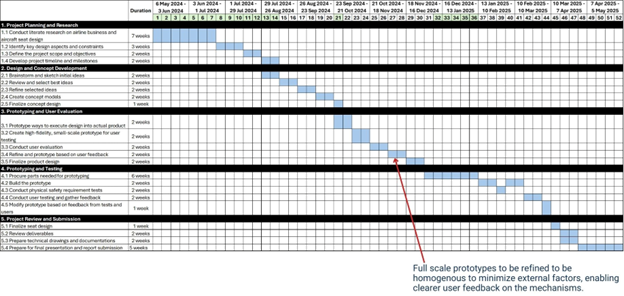 6 May 2024 - 3 Jun 2024 - 1 Jul 2024 - 29 Jul 2024 - 26 Aug 2024 - 23 Sep 2024 - 21 Oct 2024 - 18 Nov 2024 - 16 Dec 2024 - 13 Jan 2025 - 10 Feb 2025 - 10 Mar 2025 - 7 Apr 2025 -
Duration 3 Jun 2024 1 Jul 2024 29 Jul 2024 26 Aug 2024 23 Sep 2024 21 Oct 2024 18 Nov 2024 16 Dec 2024 13 Jan 2025 10 Feb 2025 10 Mar 2025 7 Apr 2025 5 May 2025
1 2 3 4 5 6 7 8 9 10 11 12 13 14 15 16 17 18 19 20 21 22 23 24 25 26 27 28 29 30 31 32 33 34 35 36 37 38 39 40 41 42 43 44 45 46 47 48 49 50 51 52
1. Project Planning and Research
1.1 Conduct literate research on airline business and
aircraft seat design 7 weeks
1.2 Identify key design aspects and constraints 3 weeks
1.3 Define the project scope and objectives 2 weeks
1.4 Develop project timeline and milestones 2 weeks
2. Design and Concept Development
2.1 Brainstorm and sketch initial ideas 2 weeks
2.2 Review and select best ideas 2 weeks
2.3 Refine selected ideas 2 weeks
2.4 Create concept models 2 weeks
2.5 Finalize concept design 1 week
3. Prototyping and User Evaluation
3.1 Prototype ways to execute design into actual product 2 weeks
3.2 Create high-fidelity, small-scale prototype for user
testing 2 weeks
3.3 Conduct user evaluation 2 weeks
3.4 Refine and prototype based on user feedback 2 weeks
3.5 Finalize product design 2 weeks
4. Prototyping and Testing
4.1 Procure parts needed for prototyping 6 weeks
4.2 Build the prototype 2 weeks
4.3 Conduct physical safety requirement tests 2 weeks
4.4 Conduct user testing and gather feedback 2 weeks
4.5 Modify prototype based on feedback from tests and
users 1 week
5. Project Review and Submission
5.1 Finalize seat design 1 week
5.2 Review deliverables 2 weeks
5.3 Prepare technical drawings and documentations 2 weeks
5.4 Prepare for final presentation and report submission 5 weeks
Full scale prototypes to be refined to be
homogenous to minimize external factors, enabling
clearer user feedback on the mechanisms.